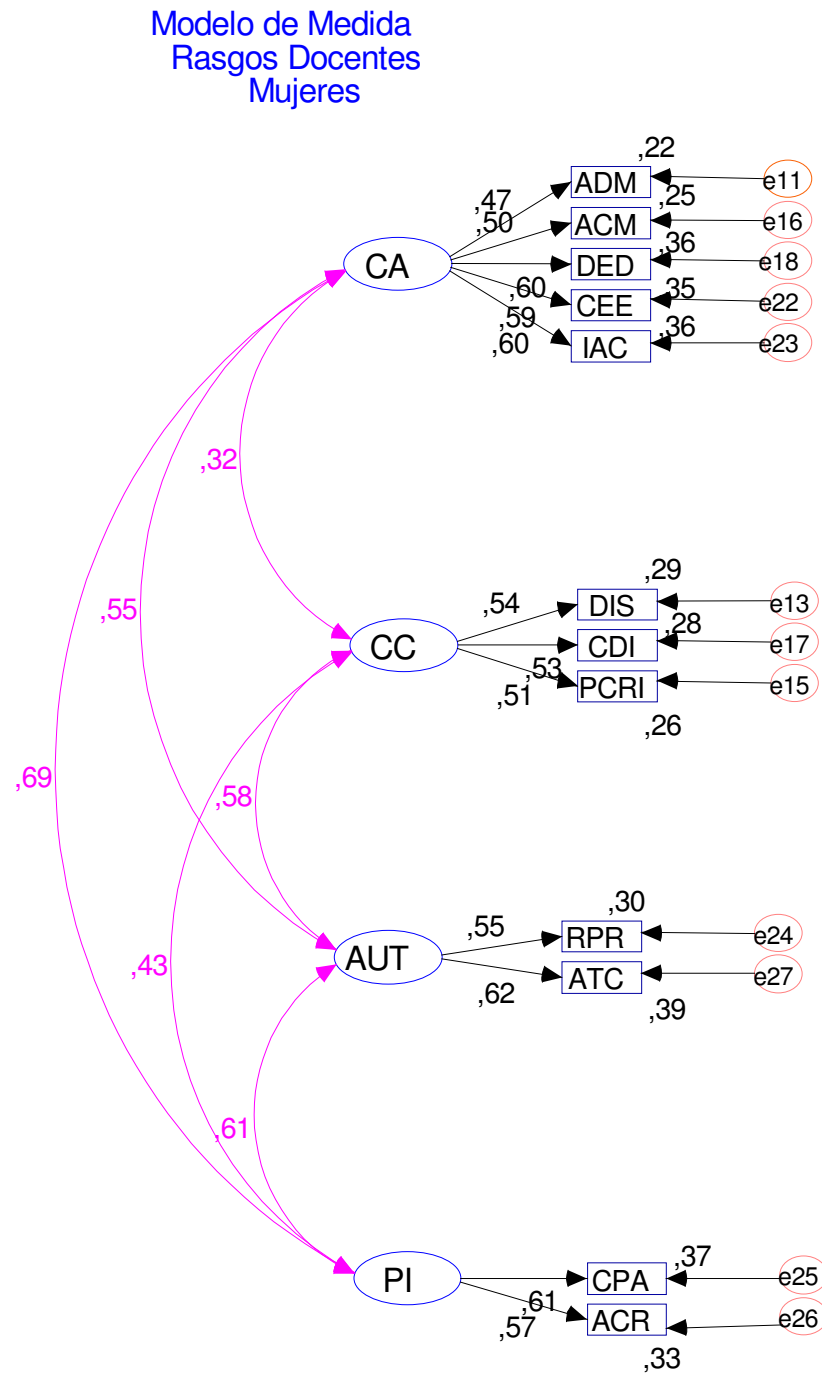 Modelo de Medida
Rasgos Docentes
Mujeres
,22
ADM
e11
,47
,25
,50
ACM
e16
,36
CA
DED
e18
,60
,35
CEE
e22
,59
,36
,60
IAC
e23
,32
,29
,54
DIS
e13
,55
,28
CC
CDI
e17
,53
,51
PCRI
e15
,26
,69
,58
,30
,55
RPR
e24
AUT
,43
ATC
e27
,62
,39
,61
,37
PI
CPA
e25
,61
,57
ACR
e26
,33